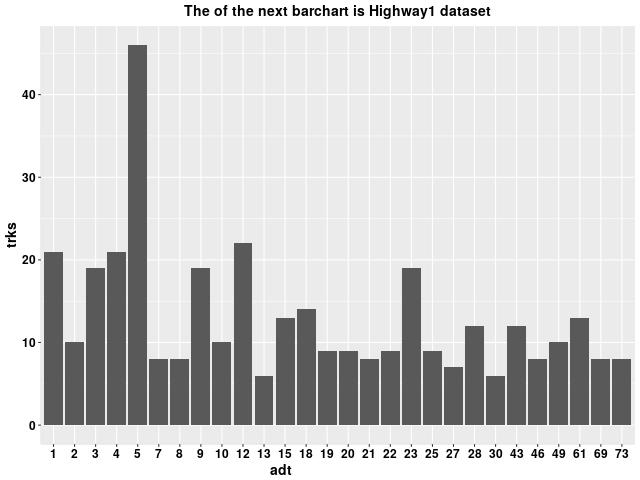 The of the next barchart is Highway1 dataset
trks
40
30
20
10
0
1 2 3 4 5 7 8 9 10 12 13 15 18 19 20 21 22 23 25 27 28 30 43 46 49 61 69 73
adt